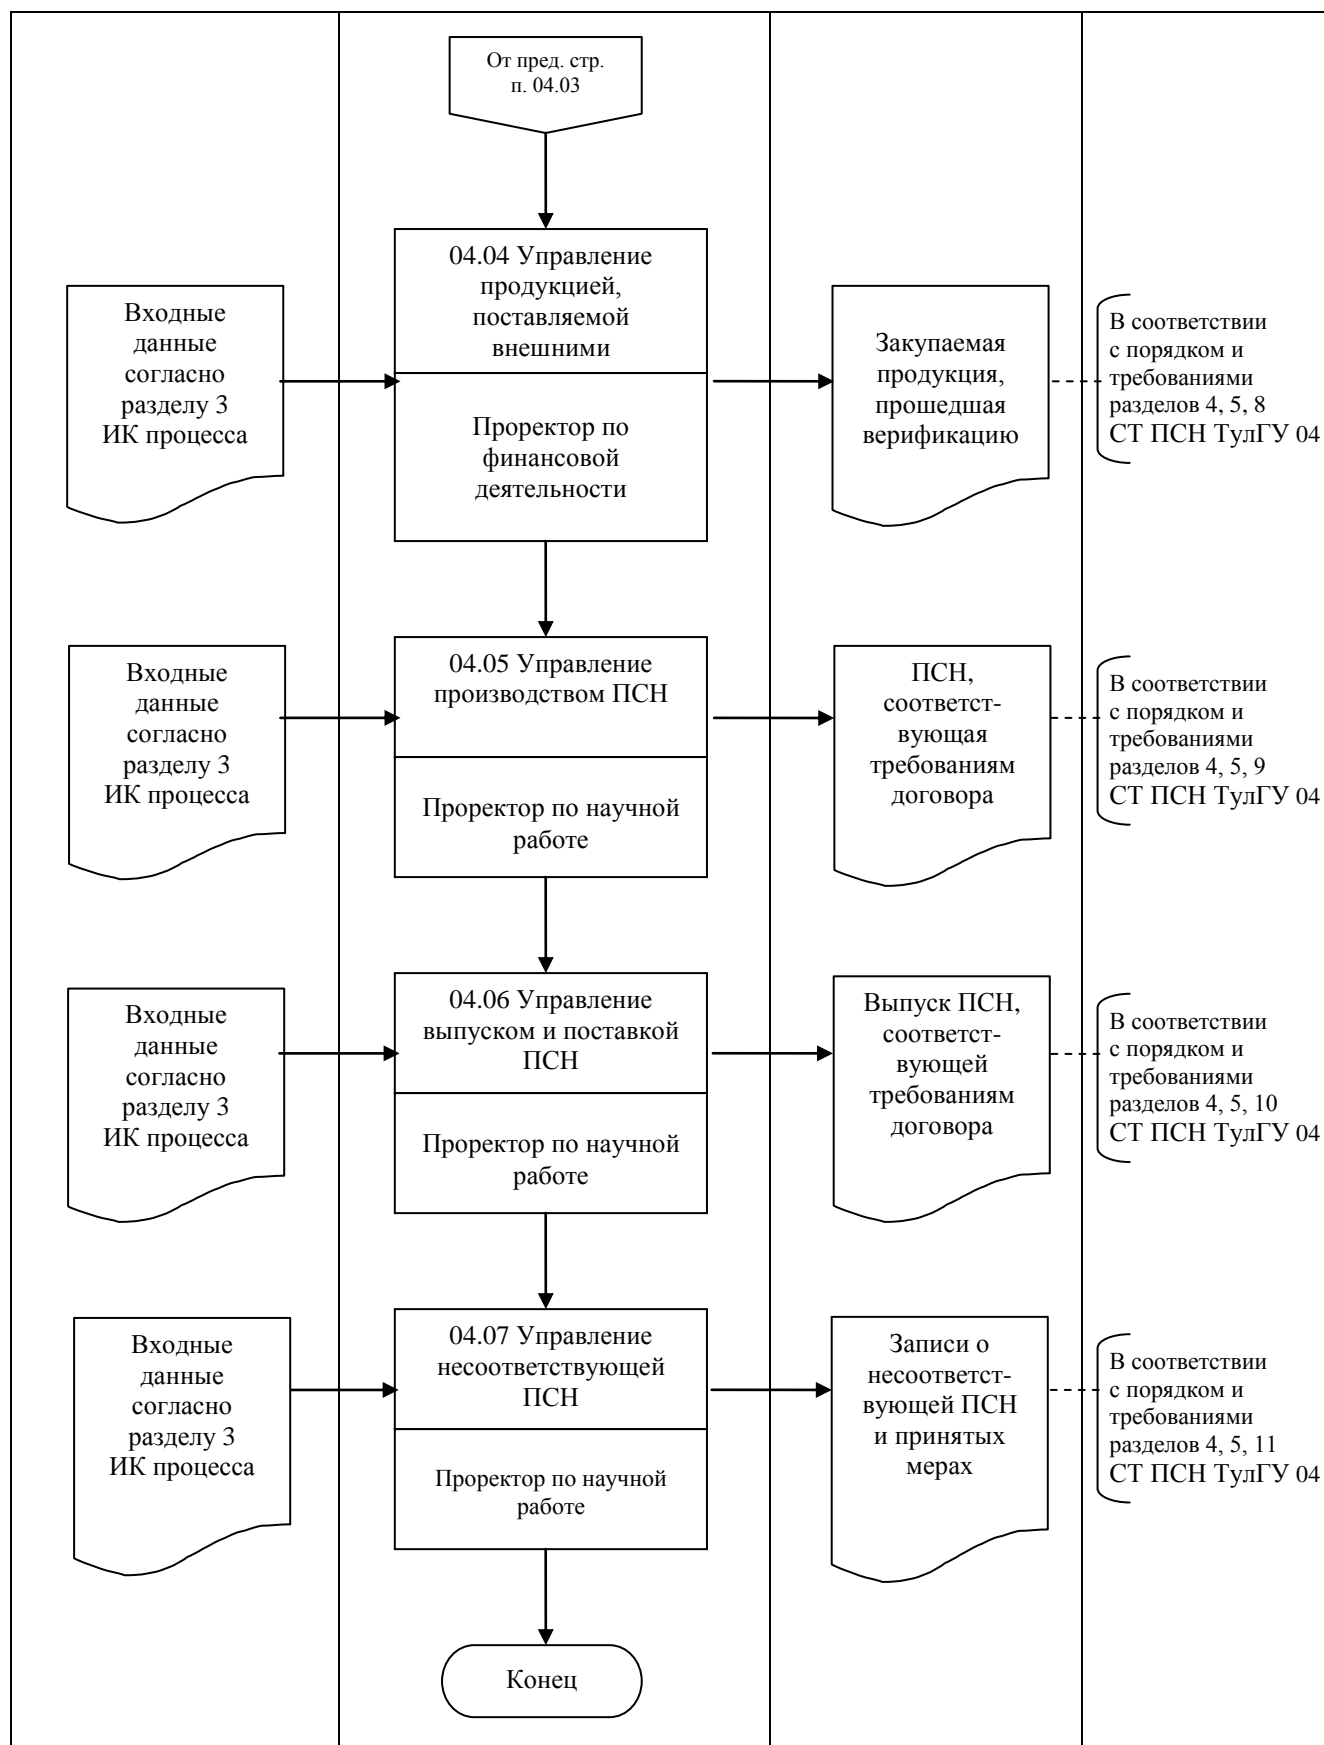 От пред. стр.
п. 04.03
04.04 Управление
продукцией,
поставляемой
внешними
Проректор по
финансовой
деятельности
Входные
данные
согласно
разделу 3
ИК процесса
Закупаемая
продукция,
прошедшая
верификацию
В соответствии
с порядком и
требованиями
разделов 4, 5, 8
СТ ПСН ТулГУ 04
Входные
данные
согласно
разделу 3
ИК процесса
04.05 Управление
производством ПСН
Проректор по научной
работе
ПСН,
соответст-
вующая
требованиям
договора
В соответствии
с порядком и
требованиями
разделов 4, 5, 9
СТ ПСН ТулГУ 04
Входные
данные
согласно
разделу 3
ИК процесса
04.06 Управление
выпуском и поставкой
ПСН
Проректор по научной
работе
Выпуск ПСН,
соответст-
вующей
требованиям
договора
В соответствии
с порядком и
требованиями
разделов 4, 5, 10
СТ ПСН ТулГУ 04
Входные
данные
согласно
разделу 3
ИК процесса
04.07 Управление
несоответствующей
ПСН
Проректор по научной
работе
Записи о
несоответст-
вующей ПСН
и принятых
мерах
В соответствии
с порядком и
требованиями
разделов 4, 5, 11
СТ ПСН ТулГУ 04
Конец